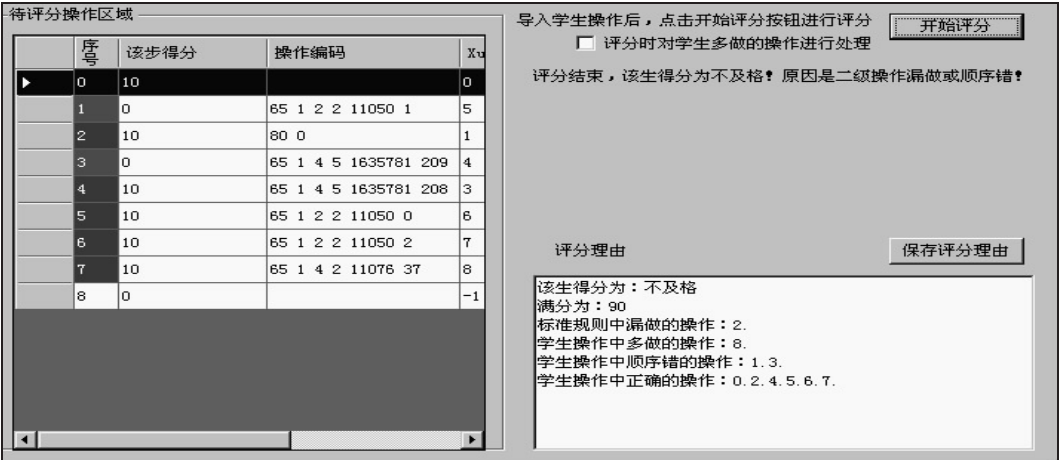 待评分操作区域
序号 该步得分 操作编码 Xu
0 10 0
1 0 65 1 2 2 11050 1 5
2 10 80 0 1
3 0 65 1 4 5 1635781 209 4
4 10 65 1 4 5 1635781 208 3
5 10 65 1 2 2 11050 0 6
6 10 65 1 2 2 11050 2 7
7 10 65 1 4 2 11076 37 8
8 0 -1
导入学生操作后，点击开始评分按钮进行评分
开始评分
评分时对学生多做的操作进行处理
评分结束，该生得分为不及格！原因是二级操作漏做或顺序错！
评分理由
保存评分理由
该生得分为：不及格
满分为：90
标准规则中漏做的操作：2.
学生操作中多做的操作：8.
学生操作中顺序错的操作：1.3.
学生操作中正确的操作：0.2.4.5.6.7.